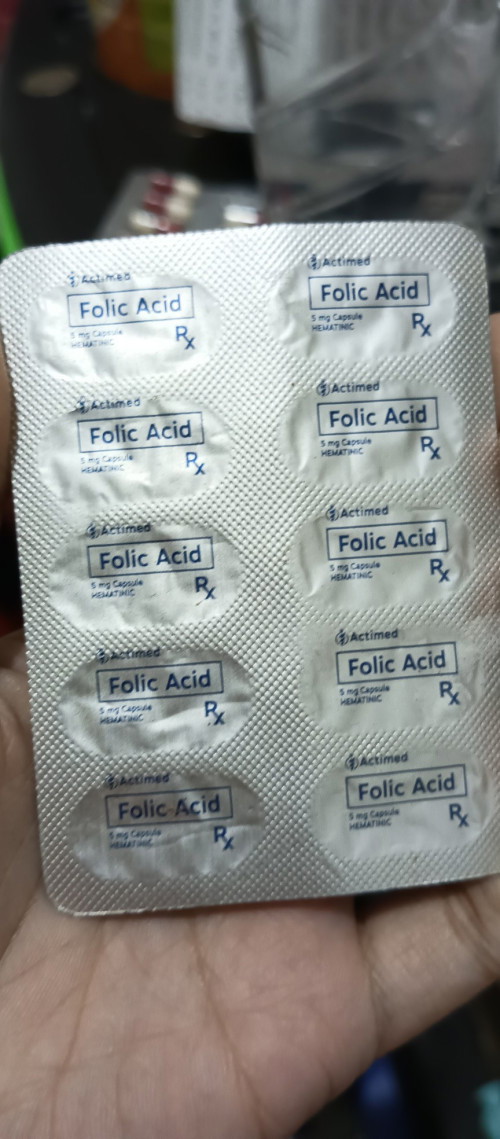 Actimed
Folic Acid
5 mg Capsule
HEMATINIC
Rx
Actimed
Folic Acid
5 mg Capsule
HEMATINIC
Rx
Actimed
Folic Acid
5 mg Capsule
HEMATINIC
Rx
Actimed
Folic Acid
5 mg Capsule
HEMATINIC
Rx
Actimed
Folic Acid
5 mg Capsule
HEMATINIC
Rx
Actimed
Folic Acid
5 mg Capsule
HEMATINIC
Rx
Actimed
Folic Acid
5 mg Capsule
HEMATINIC
Rx
Actimed
Folic Acid
5 mg Capsule
HEMATINIC
Rx
Actimed
Folic Acid
5 mg Capsule
HEMATINIC
Rx
Actimed
Folic Acid
5 mg Capsule
HEMATINIC
Rx